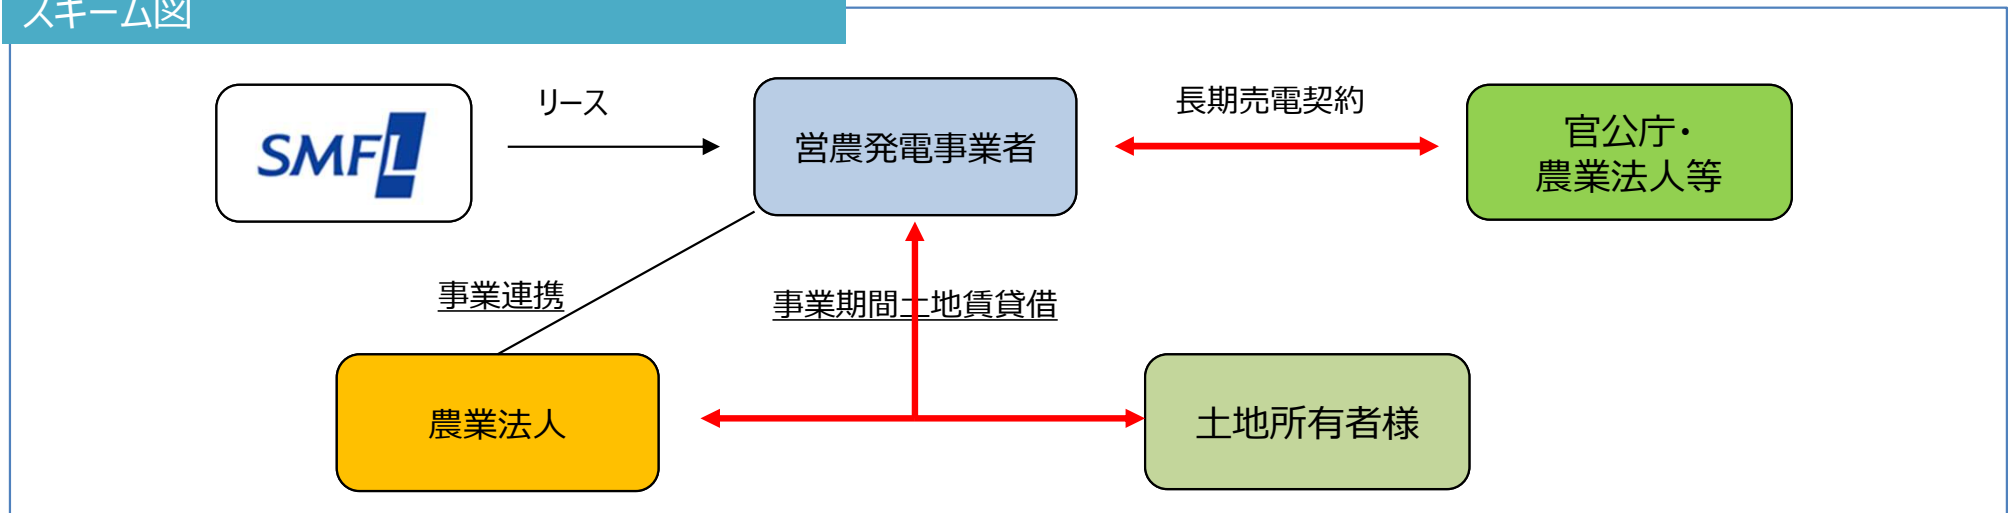 スキーム図
SMFL
リース
営農発電事業者
長期売電契約
官公庁・
農業法人等
事業連携
事業期間土地賃貸借
農業法人
土地所有者様